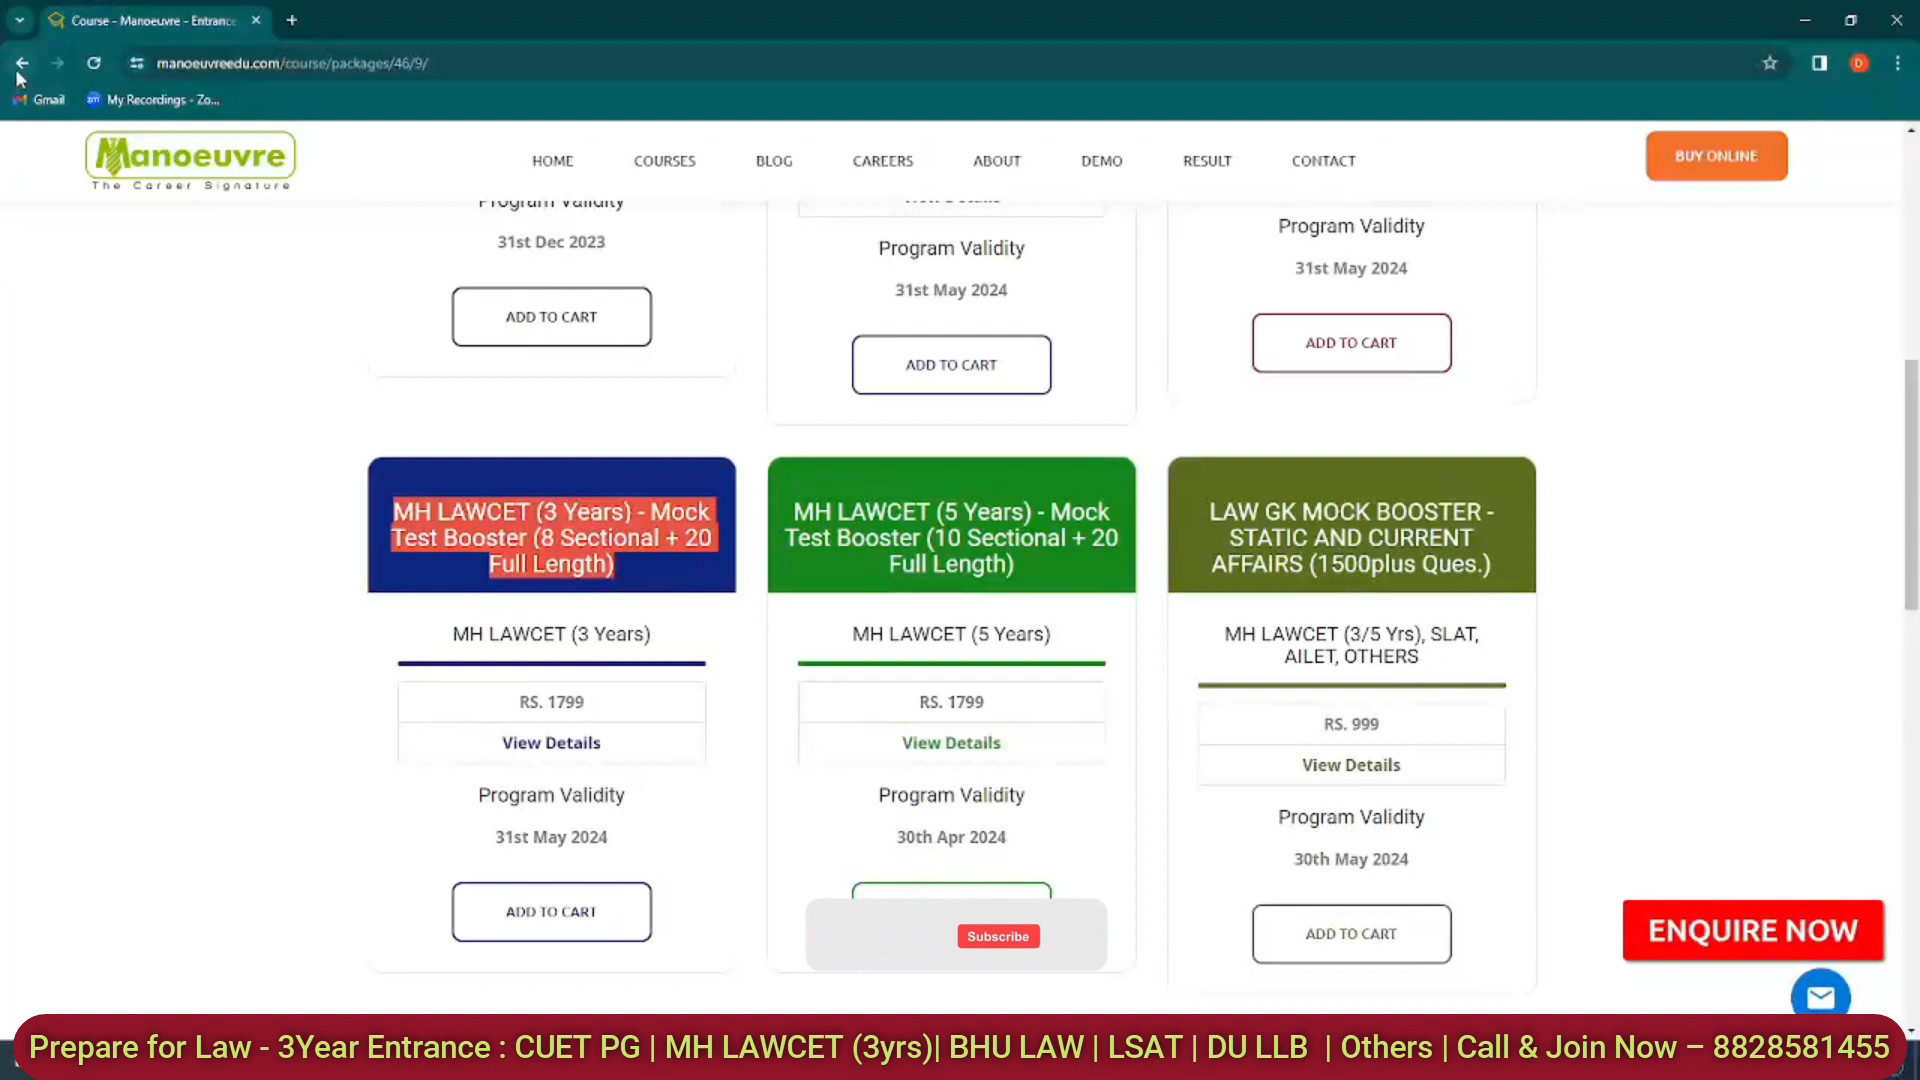 Course - Manoeuvre - Entrance
manoeuvreedu.com/course/packages/46/9/
D
Gmail
zm
My Recordings - Zo...
Manoeuvre
The Career Signature
HOME
COURSES
BLOG
CAREERS
ABOUT
DEMO
RESULT
CONTACT
BUY ONLINE
Program Validity
31st Dec 2023
ADD TO CART
View Details
Program Validity
31st May 2024
ADD TO CART
Program Validity
31st May 2024
ADD TO CART
MH LAWCET (3 Years) - Mock
Test Booster (8 Sectional + 20
Full Length)
MH LAWCET (3 Years)
RS. 1799
View Details
Program Validity
31st May 2024
ADD TO CART
MH LAWCET (5 Years) - Mock
Test Booster (10 Sectional + 20
Full Length)
MH LAWCET (5 Years)
RS. 1799
View Details
Program Validity
30th Apr 2024
Subscribe
LAW GK MOCK BOOSTER -
STATIC AND CURRENT
AFFAIRS (1500plus Ques.)
MH LAWCET (3/5 Yrs), SLAT,
AILET, OTHERS
RS. 999
View Details
Program Validity
30th May 2024
ADD TO CART
ENQUIRE NOW
Prepare for Law - 3Year Entrance : CUET PG | MH LAWCET (3yrs)| BHU LAW | LSAT | DU LLB | Others | Call & Join Now – 8828581455